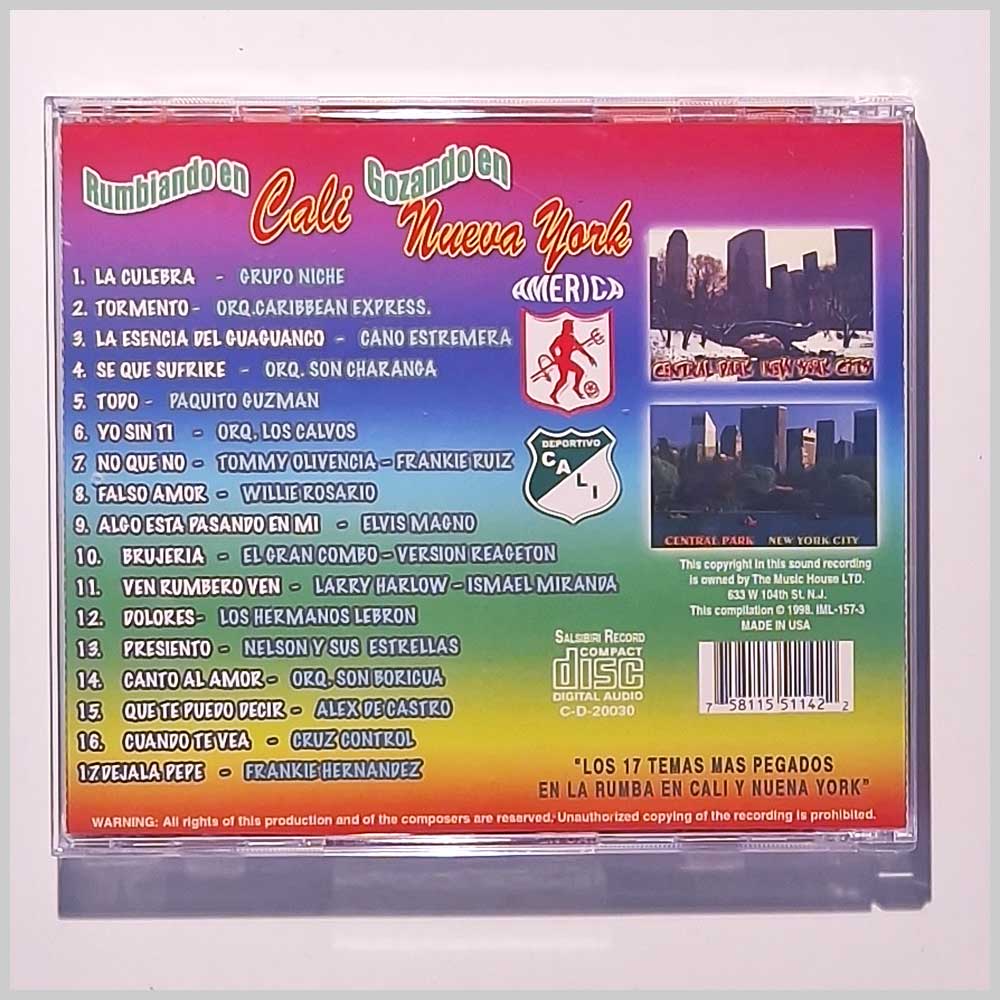 Rumbiando en Cali Gozando en Nueva York
1. LA CULEBRA - GRUPO NICHE
2. TORMENTO - ORQ.CARIBBEAN EXPRESS.
3. LA ESENCIA DEL GUAGUANCO - CANO ESTREMERA
4. SE QUE SUFRIRE - ORQ. SON CHARANGA
5. TODO - PAQUITO GUZMAN
6. YO SIN TI - ORQ. LOS CALVOS
7. NO QUE NO - TOMMY OLIVENCIA - FRANKIE RUIZ
8. FALSO AMOR - WILLIE ROSARIO
9. ALGO ESTA PASANDO EN MI - ELVIS MAGNO
10. BRUJERIA - EL GRAN COMBO - VERSION REAGETON
11. VEN RUMBERO VEN - LARRY HARLOW - ISMAEL MIRANDA
12. DOLORES- LOS HERMANOS LEBRON
13. PRESIENTO - NELSON Y SUS ESTRELLAS
14. CANTO AL AMOR - ORQ. SON BORICUA
15. QUE TE PUEDO DECIR - ALEX DE CASTRO
16. CUANDO TE VEA - CRUZ CONTROL
17.DEJALA PEPE - FRANKIE HERNANDEZ
AMERICA
DEPORTIVO
CALI
CENTRAL PARK NEW YORK CITY
CENTRAL PARK NEW YORK CITY
This copyright in this sound recording
is owned by The Music House LTD.
633 W 104th St. N.J.
This compilation © 1998. IML-157-3
MADE IN USA
SALSIBIRI RECORD
COMPACT
disc
DIGITAL AUDIO
C-D-20030
7 58115 51142 2
"LOS 17 TEMAS MAS PEGADOS
EN LA RUMBA EN CALI Y NUENA YORK"
WARNING: All rights of this production and of the composers are reserved. Unauthorized copying of the recording is prohibited.